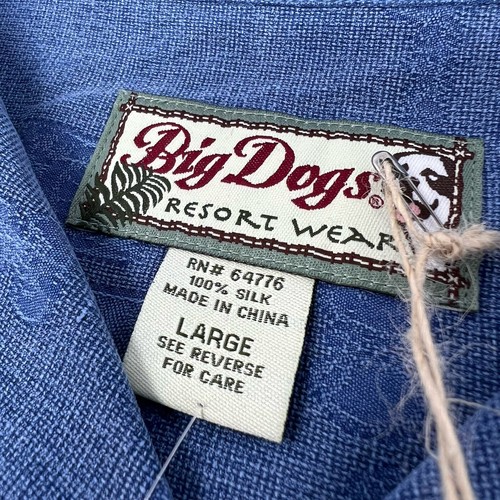 Big Dogs®
RESORT WEAR
RN# 64776
100% SILK
MADE IN CHINA
LARGE
SEE REVERSE
FOR CARE